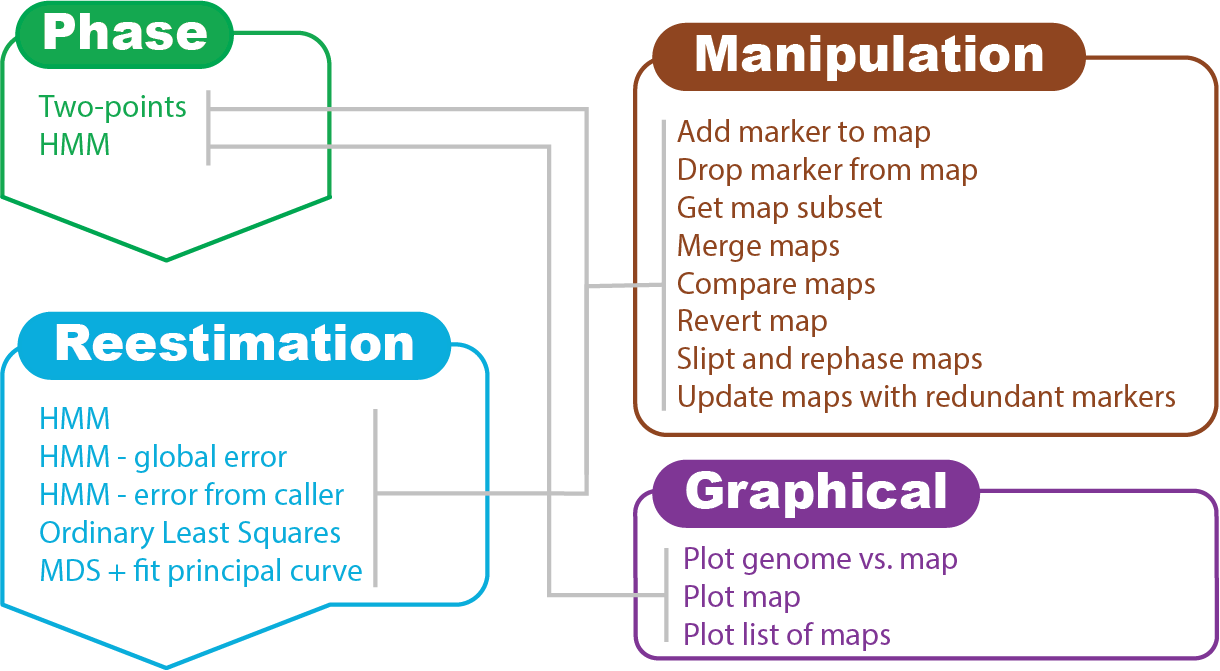 Phase
Two-points
HMM
Reestimation
HMM
HMM - global error
HMM - error from caller
Ordinary Least Squares
MDS + fit principal curve
Manipulation
Add marker to map
Drop marker from map
Get map subset
Merge maps
Compare maps
Revert map
Slipt and rephase maps
Update maps with redundant markers
Graphical
Plot genome vs. map
Plot map
Plot list of maps